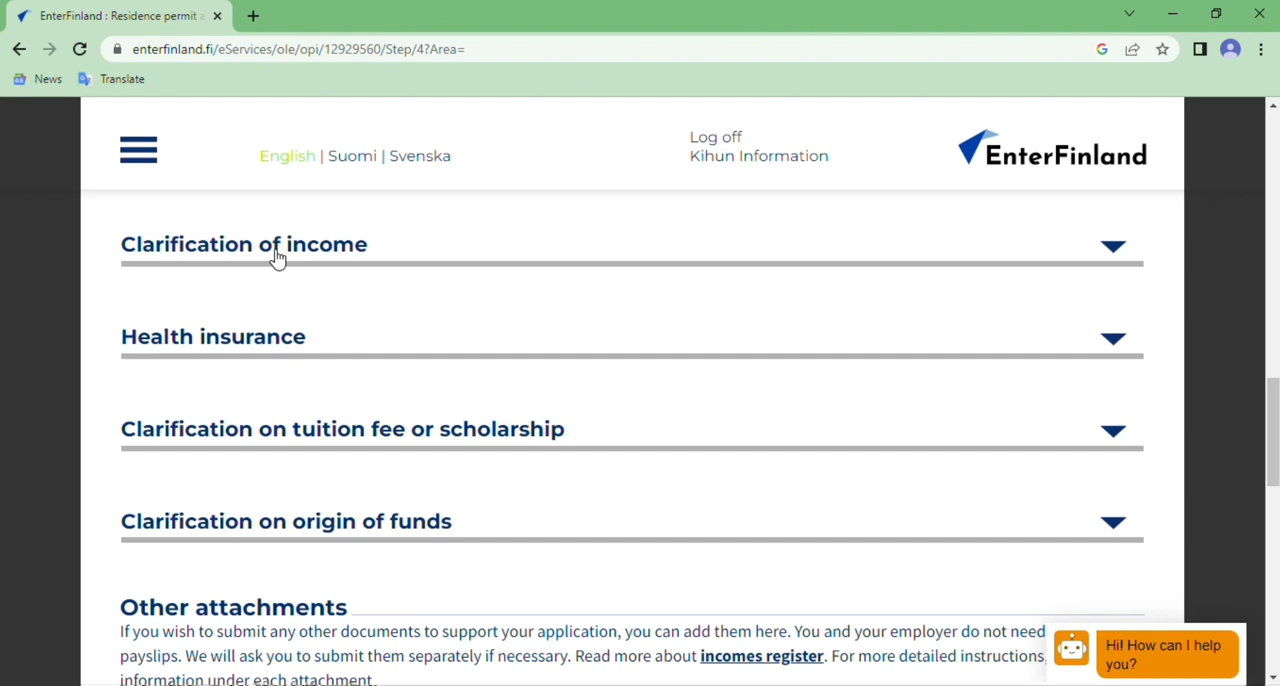 EnterFinland : Residence permit a
enterfinland.fi/eServices/ole/opi/12929560/Step/4?Area=
News Translate
English | Suomi | Svenska
Log off
Kihun Information
EnterFinland
Clarification of income
Health insurance
Clarification on tuition fee or scholarship
Clarification on origin of funds
Other attachments
If you wish to submit any other documents to support your application, you can add them here. You and your employer do not need
payslips. We will ask you to submit them separately if necessary. Read more about incomes register. For more detailed instructions,
information under each attachment.
Hi! How can I help
you?